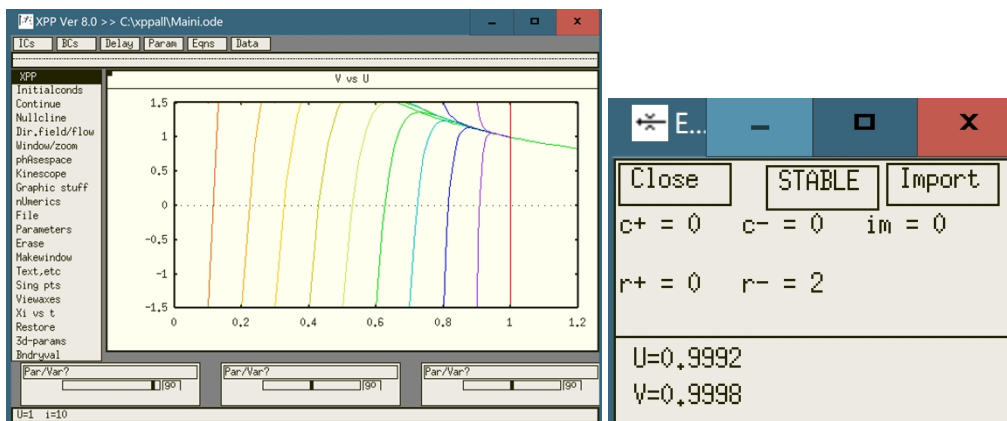 XPP Ver 8.0 >> C:\xppall\Maini.ode
ICs BCs Delay Param Eqns Data
XPP
Initialconds
Continue
Nullcline
Dir.field/flow
Window/zoom
phAsespace
Kinescope
Graphic stuff
nUmerics
File
Parameters
Erase
Makewindow
Text,etc
Sing pts
Viewaxes
Xi vs t
Restore
3d-params
Bndryval
V vs U
1.5
1
0.5
0
-0.5
-1
-1.5
0 0.2 0.4 0.6 0.8 1 1.2
Par/Var? Par/Var? Par/Var?
go go go
U=1 i=10
E...
Close STABLE Import
c+ = 0 c- = 0 im = 0
r+ = 0 r- = 2
U=0.9992
V=0.9998